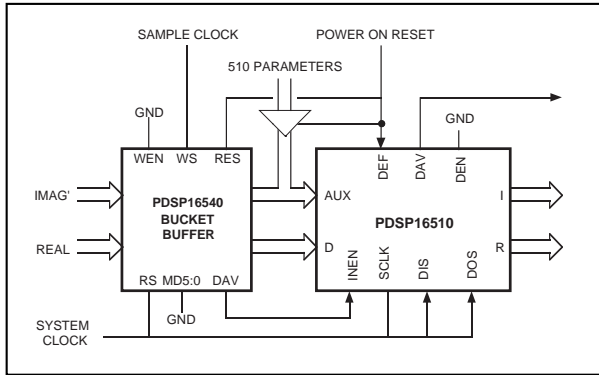 SAMPLE CLOCK
POWER ON RESET
510 PARAMETERS
GND
GND
WEN
WS
RES
DEF
DAV
DEN
IMAG'
PDSP16540
BUCKET
BUFFER
AUX
I
PDSP16510
REAL
D
R
INEN
SCLK
DIS
DOS
RS
MD5:0
DAV
GND
SYSTEM
CLOCK